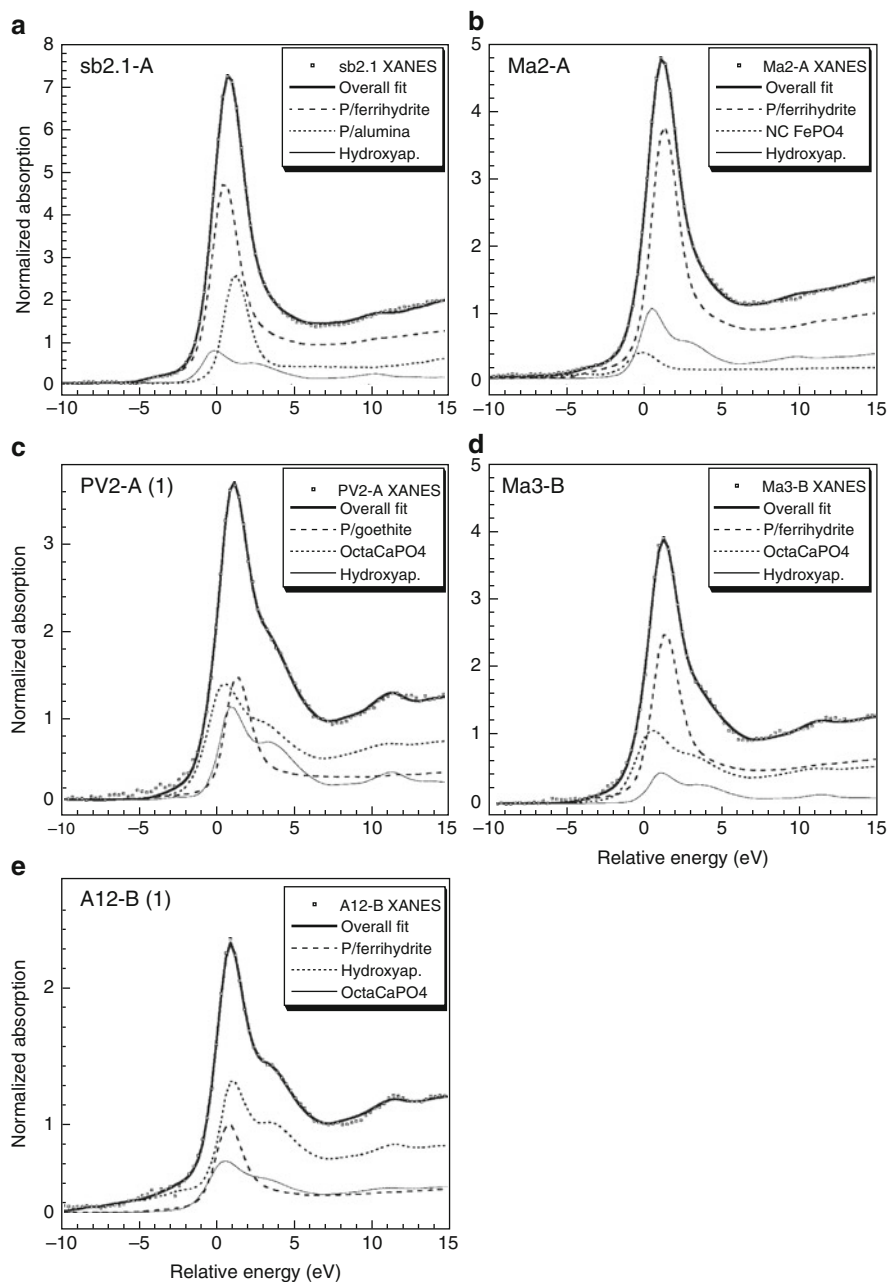 a
sb2.1-A
sb2.1 XANES
Overall fit
P/ferrihydrite
P/alumina
Hydroxyap.
Normalized absorption
8
7
6
5
4
3
2
1
0
−10 −5 0 5 10 15
b
Ma2-A
Ma2-A XANES
Overall fit
P/ferrihydrite
NC FePO4
Hydroxyap.
5
4
3
2
1
0
−10 −5 0 5 10 15
c
PV2-A (1)
PV2-A XANES
Overall fit
P/goethite
OctaCaPO4
Hydroxyap.
Normalized absorption
3
2
1
0
−10 −5 0 5 10 15
d
Ma3-B
Ma3-B XANES
Overall fit
P/ferrihydrite
OctaCaPO4
Hydroxyap.
5
4
3
2
1
0
−10 −5 0 5 10 15
Relative energy (eV)
e
A12-B (1)
A12-B XANES
Overall fit
P/ferrihydrite
Hydroxyap.
OctaCaPO4
Normalized absorption
2
1
0
−10 −5 0 5 10 15
Relative energy (eV)